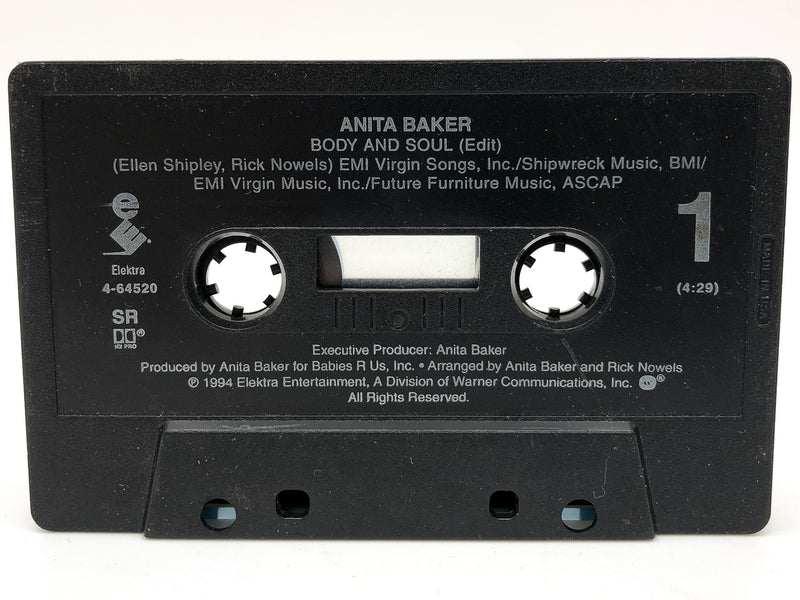 ANITA BAKER
BODY AND SOUL (Edit)
(Ellen Shipley, Rick Nowels) EMI Virgin Songs, Inc./Shipwreck Music, BMI/
EMI Virgin Music, Inc./Future Furniture Music, ASCAP
e
Elektra
4-64520
SR
HX PRO
1
(4:29)
MADE IN USA
Executive Producer: Anita Baker
Produced by Anita Baker for Babies R Us, Inc. • Arranged by Anita Baker and Rick Nowels
℗ 1994 Elektra Entertainment, A Division of Warner Communications, Inc. ®
All Rights Reserved.